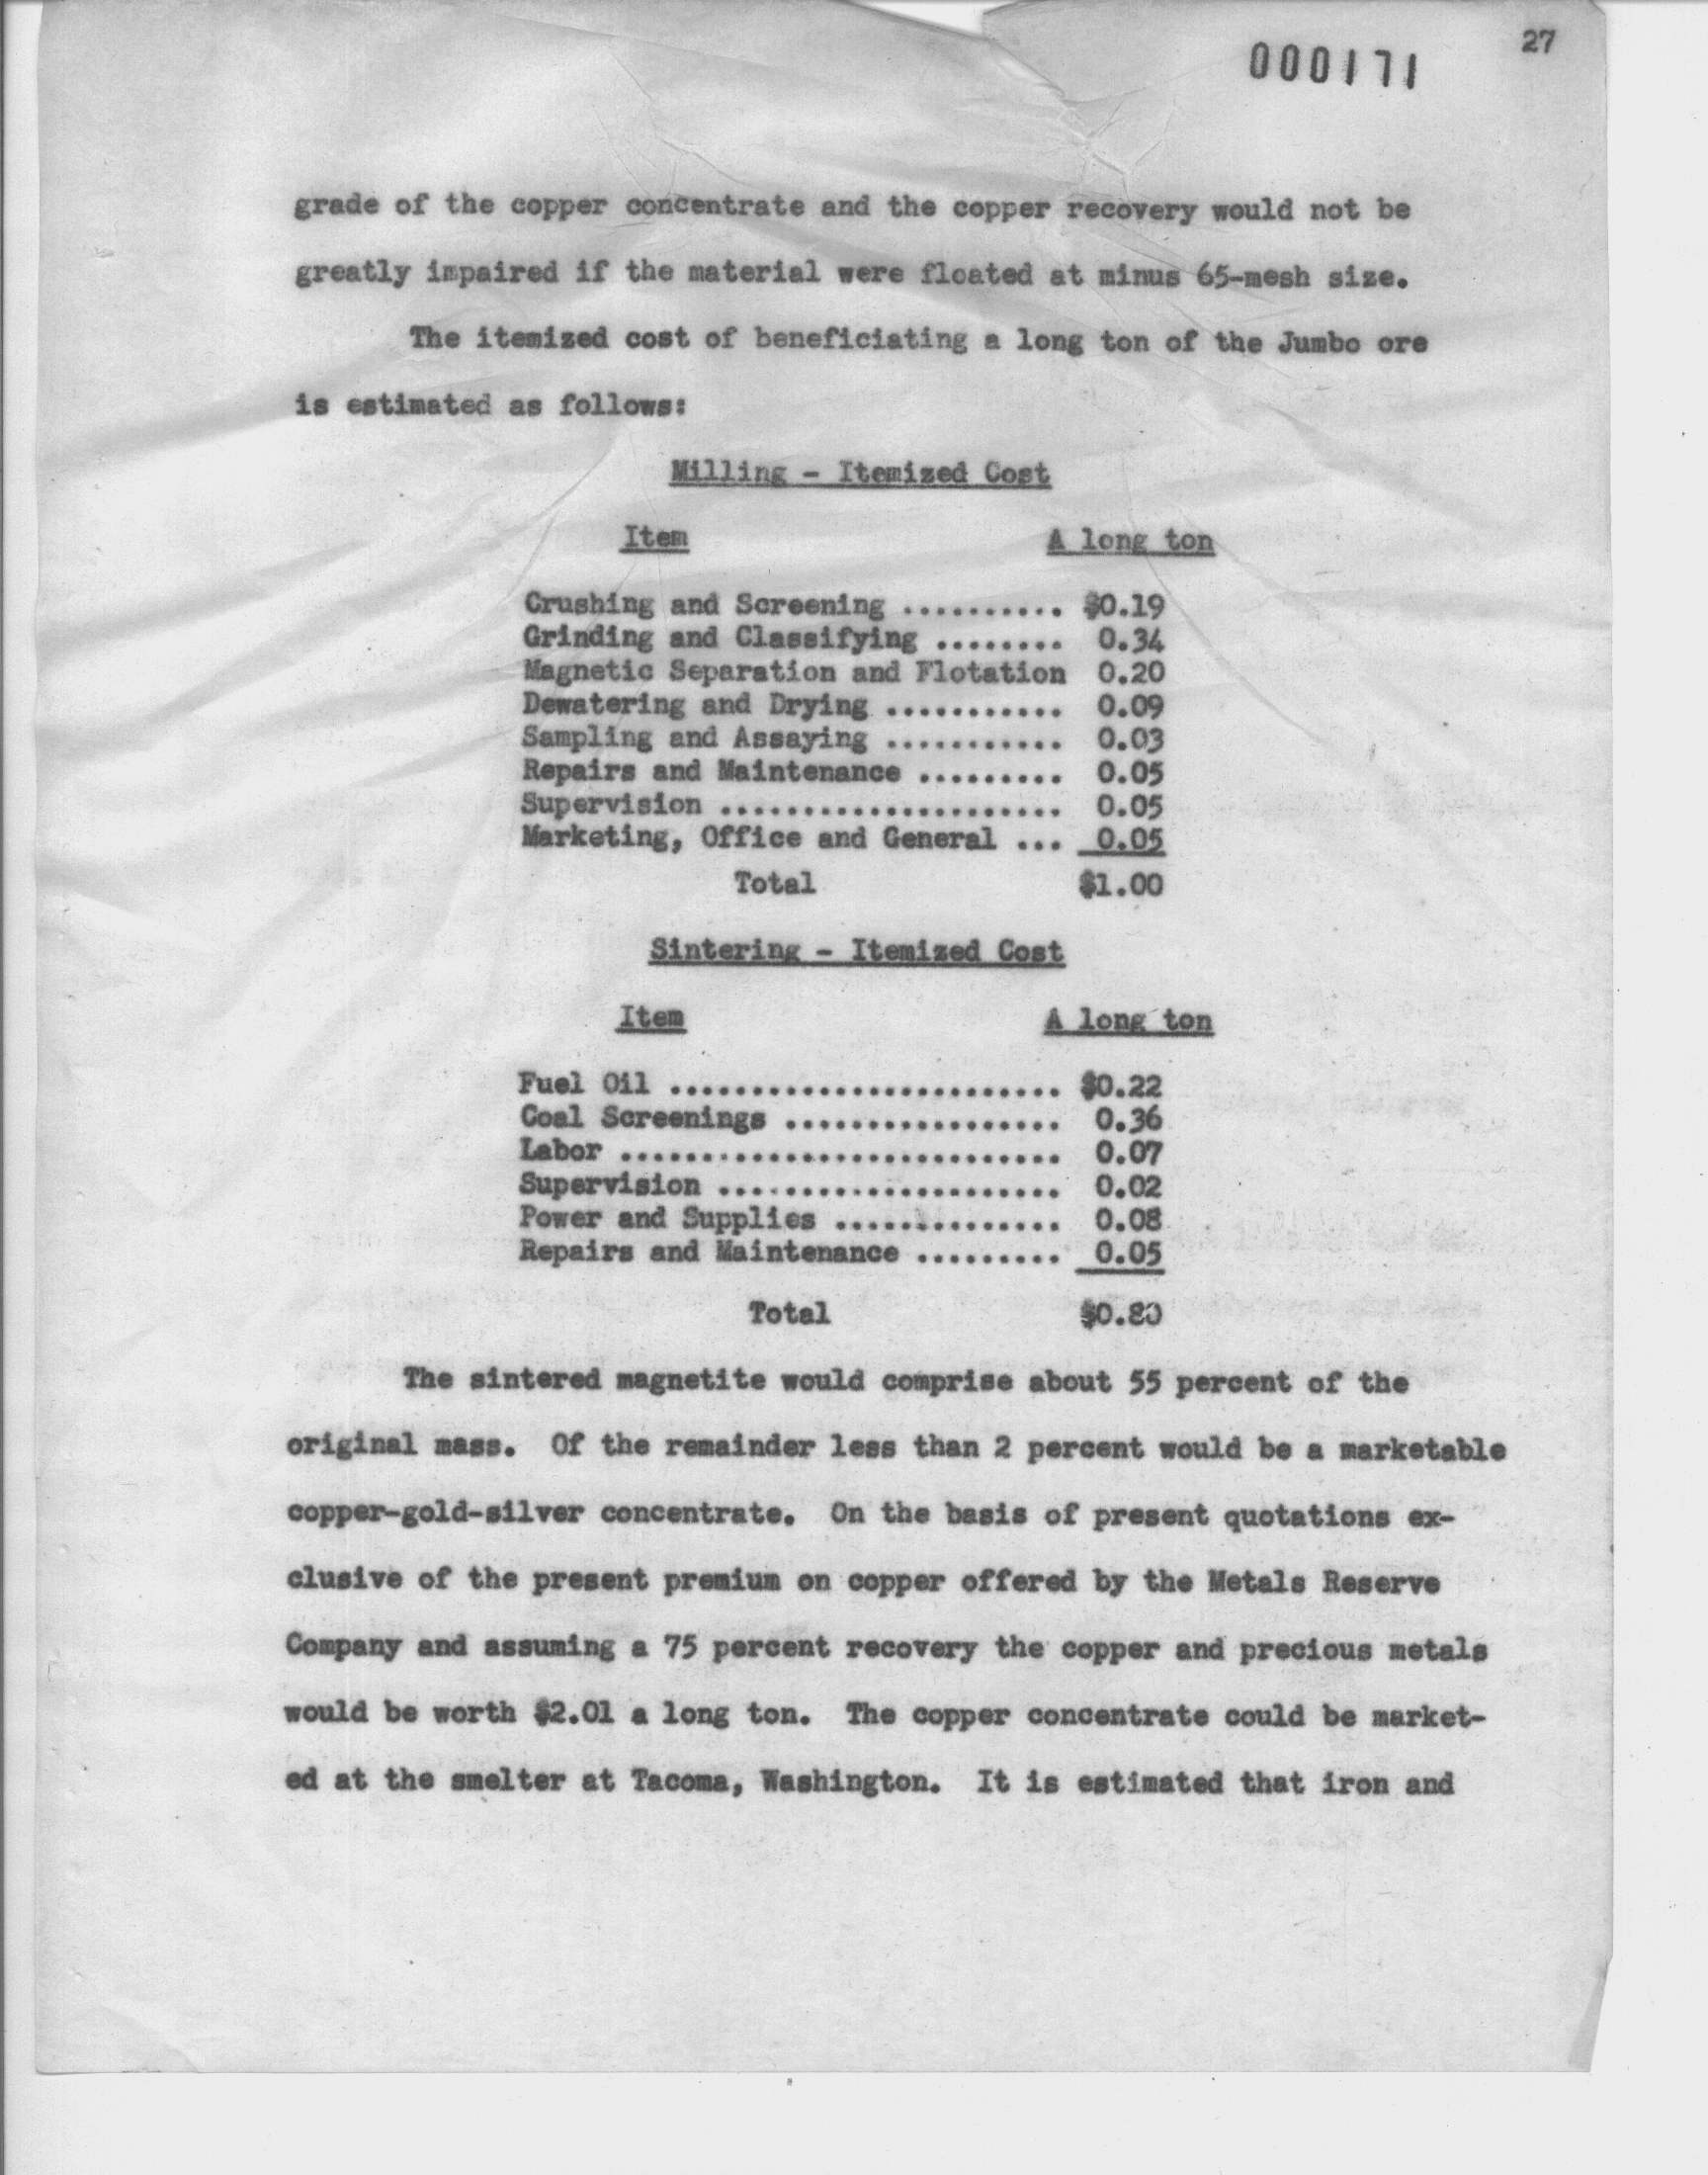 27
000171
grade of the copper concentrate and the copper recovery would not be
greatly impaired if the material were floated at minus 65-mesh size.
The itemized cost of beneficiating a long ton of the Jumbo ore
is estimated as follows:
Milling - Itemized Cost
Item A long ton
Crushing and Screening .......... $0.19
Grinding and Classifying ........ 0.34
Magnetic Separation and Flotation 0.20
Dewatering and Drying ........... 0.09
Sampling and Assaying ........... 0.03
Repairs and Maintenance ......... 0.05
Supervision ..................... 0.05
Marketing, Office and General ... 0.05
Total $1.00
Sintering - Itemized Cost
Item A long ton
Fuel Oil ........................ $0.22
Coal Screenings ................. 0.36
Labor ........................... 0.07
Supervision ..................... 0.02
Power and Supplies .............. 0.08
Repairs and Maintenance ......... 0.05
Total $0.80
The sintered magnetite would comprise about 55 percent of the
original mass. Of the remainder less than 2 percent would be a marketable
copper-gold-silver concentrate. On the basis of present quotations ex-
clusive of the present premium on copper offered by the Metals Reserve
Company and assuming a 75 percent recovery the copper and precious metals
would be worth $2.01 a long ton. The copper concentrate could be market-
ed at the smelter at Tacoma, Washington. It is estimated that iron and